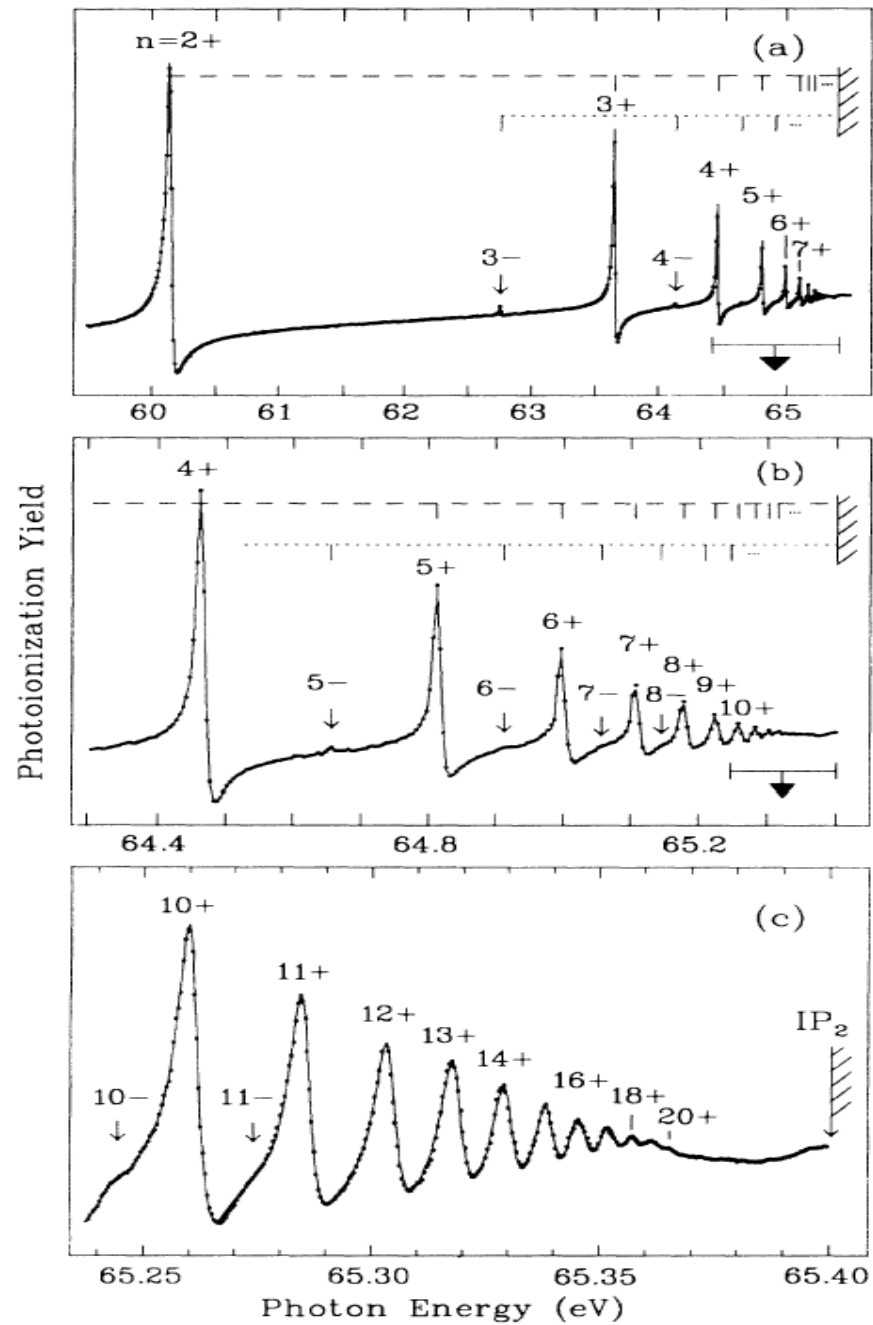 n=2+
(a)
3+
4+
5+
6+
7+
3−
4−
60 61 62 63 64 65
4+
(b)
5+
6+
7+
8+
9+
10+
5−
6−
7−
8−
64.4 64.8 65.2
Photoionization Yield
10+
(c)
11+
12+
13+
14+
16+
18+
20+
IP₂
10−
11−
65.25 65.30 65.35 65.40
Photon Energy (eV)